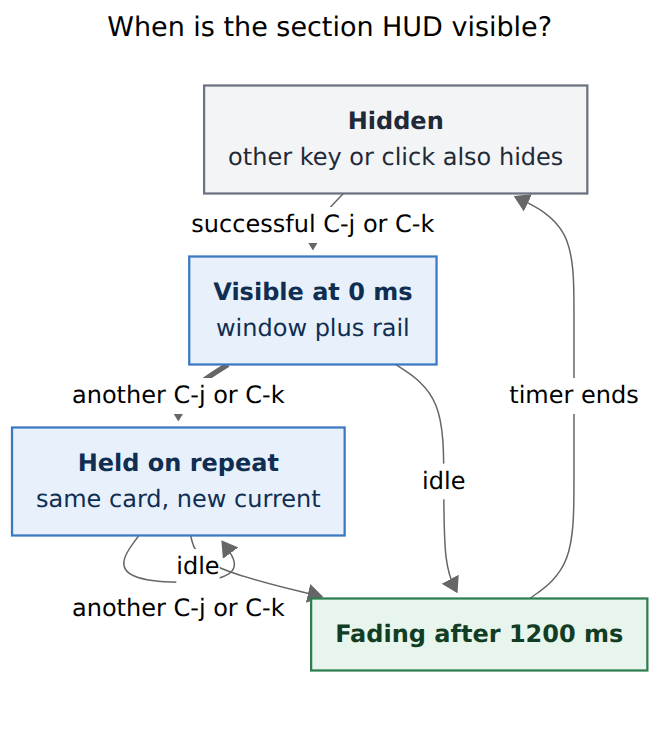 When is the section HUD visible?
Hidden
other key or click also hides
successful C-j or C-k
Visible at 0 ms
window plus rail
another C-j or C-k
timer ends
Held on repeat
same card, new current
idle
idle
another C-j or C-k
Fading after 1200 ms